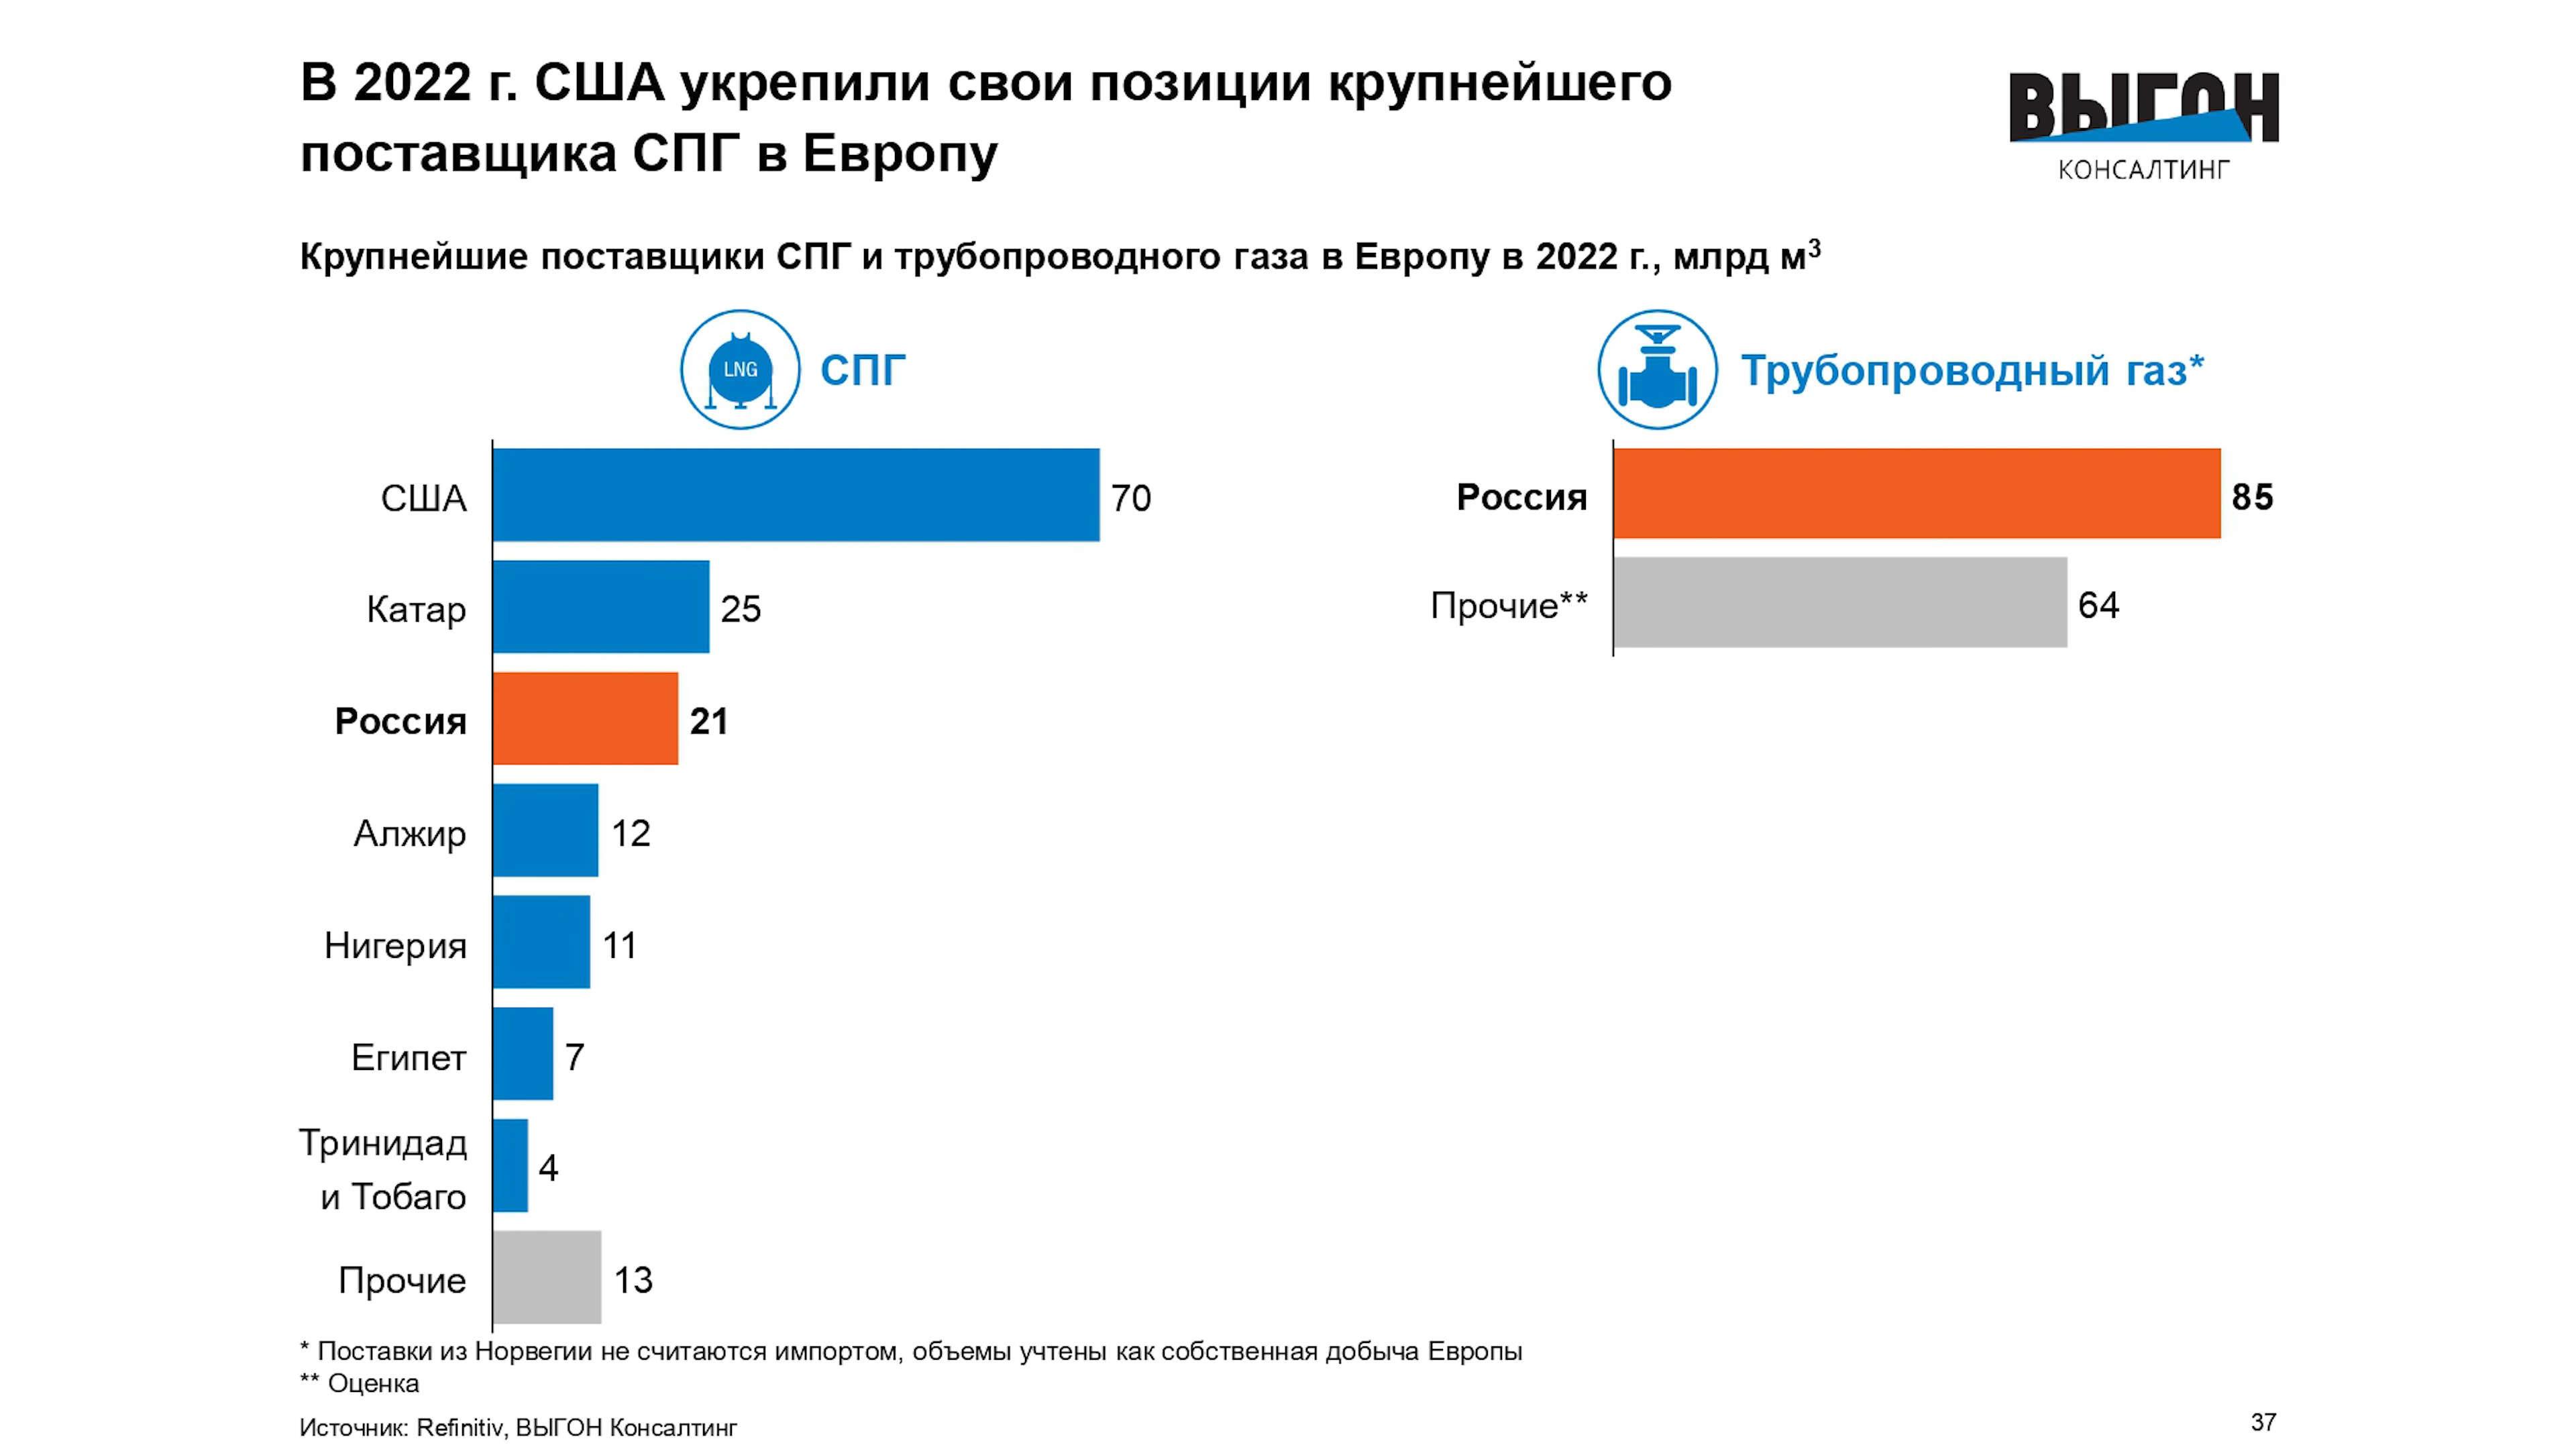 В 2022 г. США укрепили свои позиции крупнейшего
поставщика СПГ в Европу
ВЫГОН
КОНСАЛТИНГ
Крупнейшие поставщики СПГ и трубопроводного газа в Европу в 2022 г., млрд м³
LNG
СПГ
США 70
Катар 25
Россия 21
Алжир 12
Нигерия 11
Египет 7
Тринидад
и Тобаго 4
Прочие 13
Трубопроводный газ*
Россия 85
Прочие** 64
* Поставки из Норвегии не считаются импортом, объемы учтены как собственная добыча Европы
** Оценка
Источник: Refinitiv, ВЫГОН Консалтинг
37